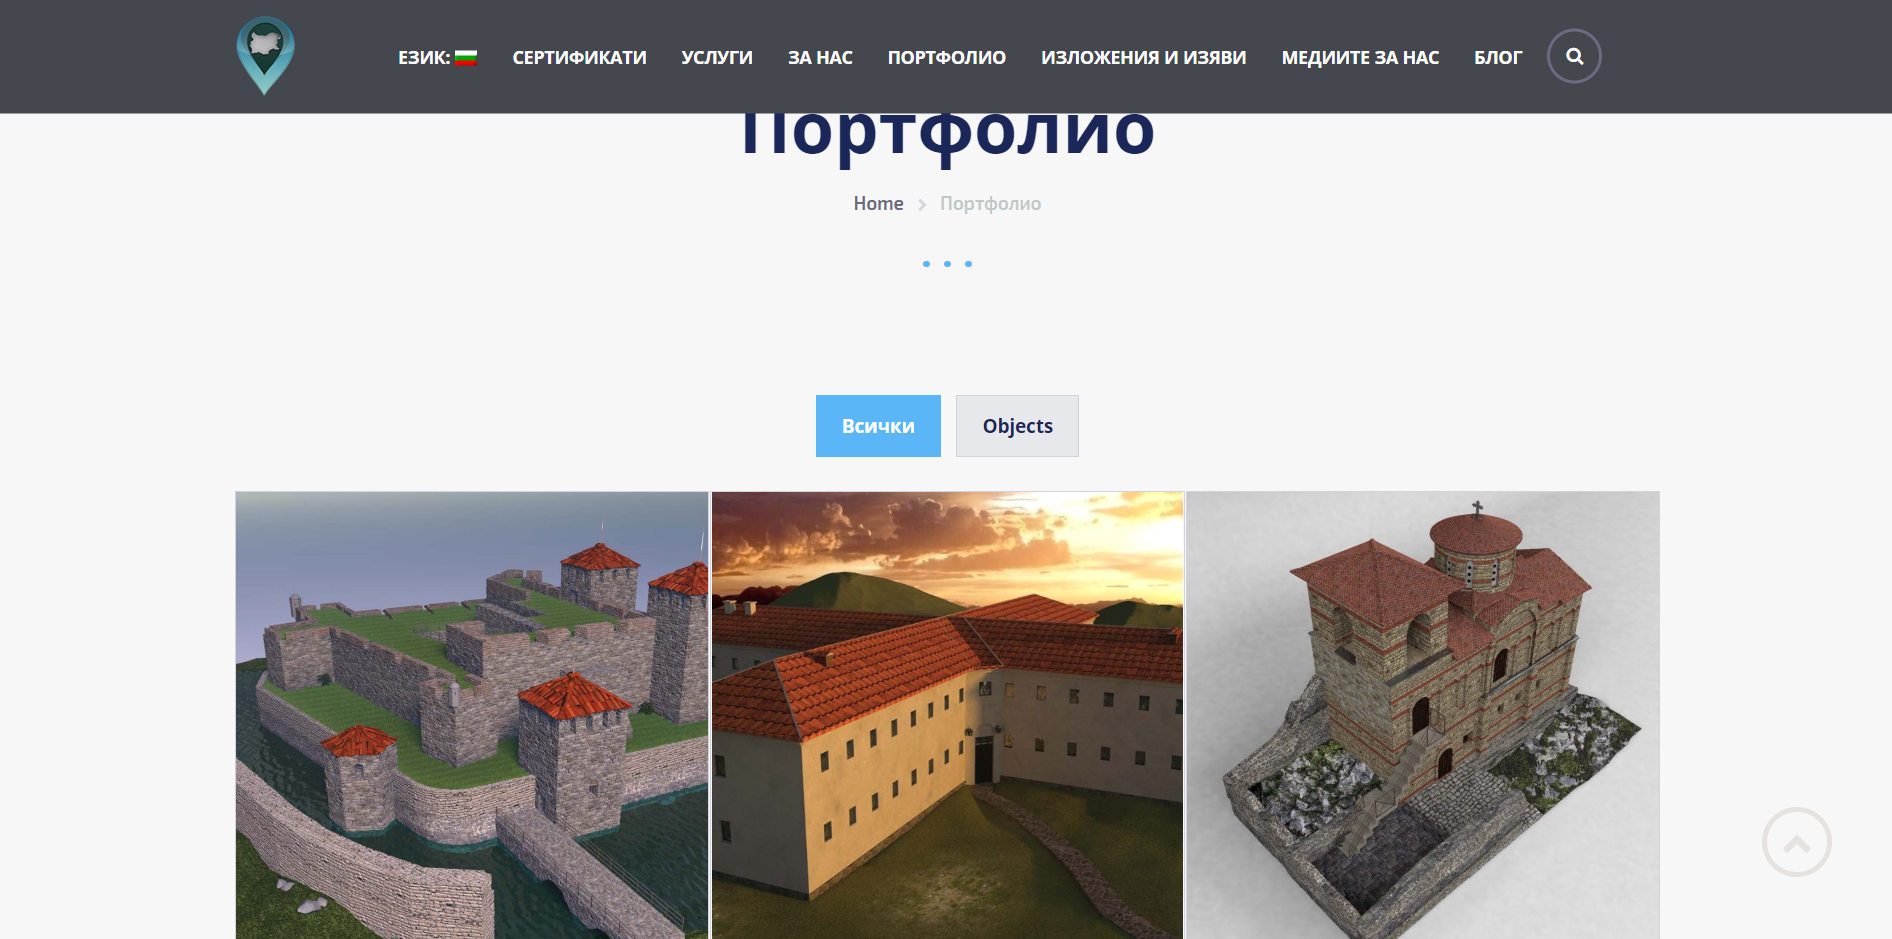 ЕЗИК: СЕРТИФИКАТИ УСЛУГИ ЗА НАС ПОРТФОЛИО ИЗЛОЖЕНИЯ И ИЗЯВИ МЕДИИТЕ ЗА НАС БЛОГ
Портфолио
Home Портфолио
Всички Objects